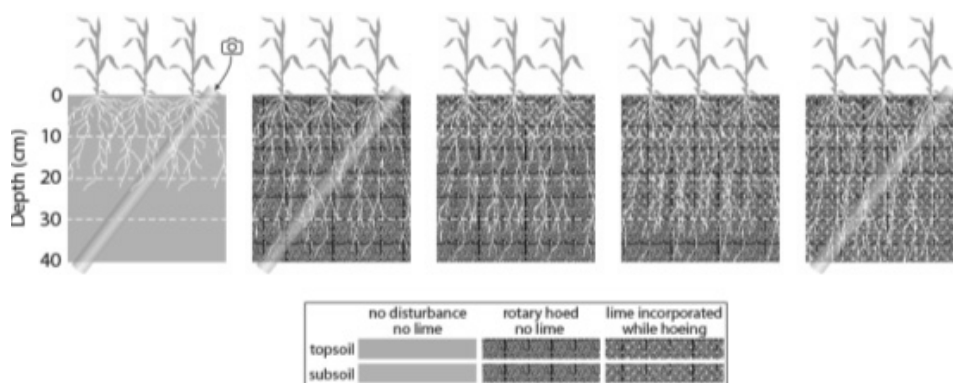 0
10
20
30
40
Depth (cm)
no disturbance rotary hoed lime incorporated
no lime no lime while hoeing
topsoil
subsoil